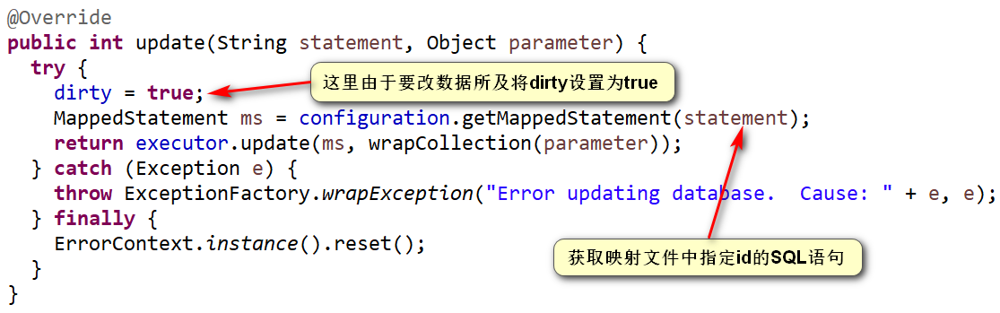 @Override
public int update(String statement, Object parameter) {
try {
dirty = true;
这里由于要改数据所及将dirty设置为true
MappedStatement ms = configuration.getMappedStatement(statement);
return executor.update(ms, wrapCollection(parameter));
} catch (Exception e) {
throw ExceptionFactory.wrapException("Error updating database.  Cause: " + e, e);
} finally {
ErrorContext.instance().reset();
获取映射文件中指定id的SQL语句
}
}